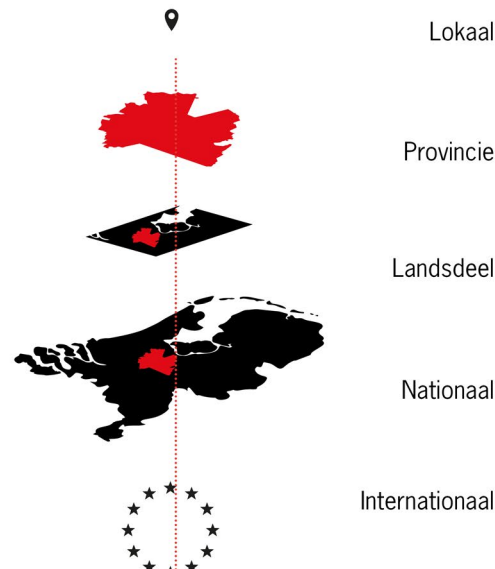 Lokaal
Provincie
Landsdeel
Nationaal
Internationaal